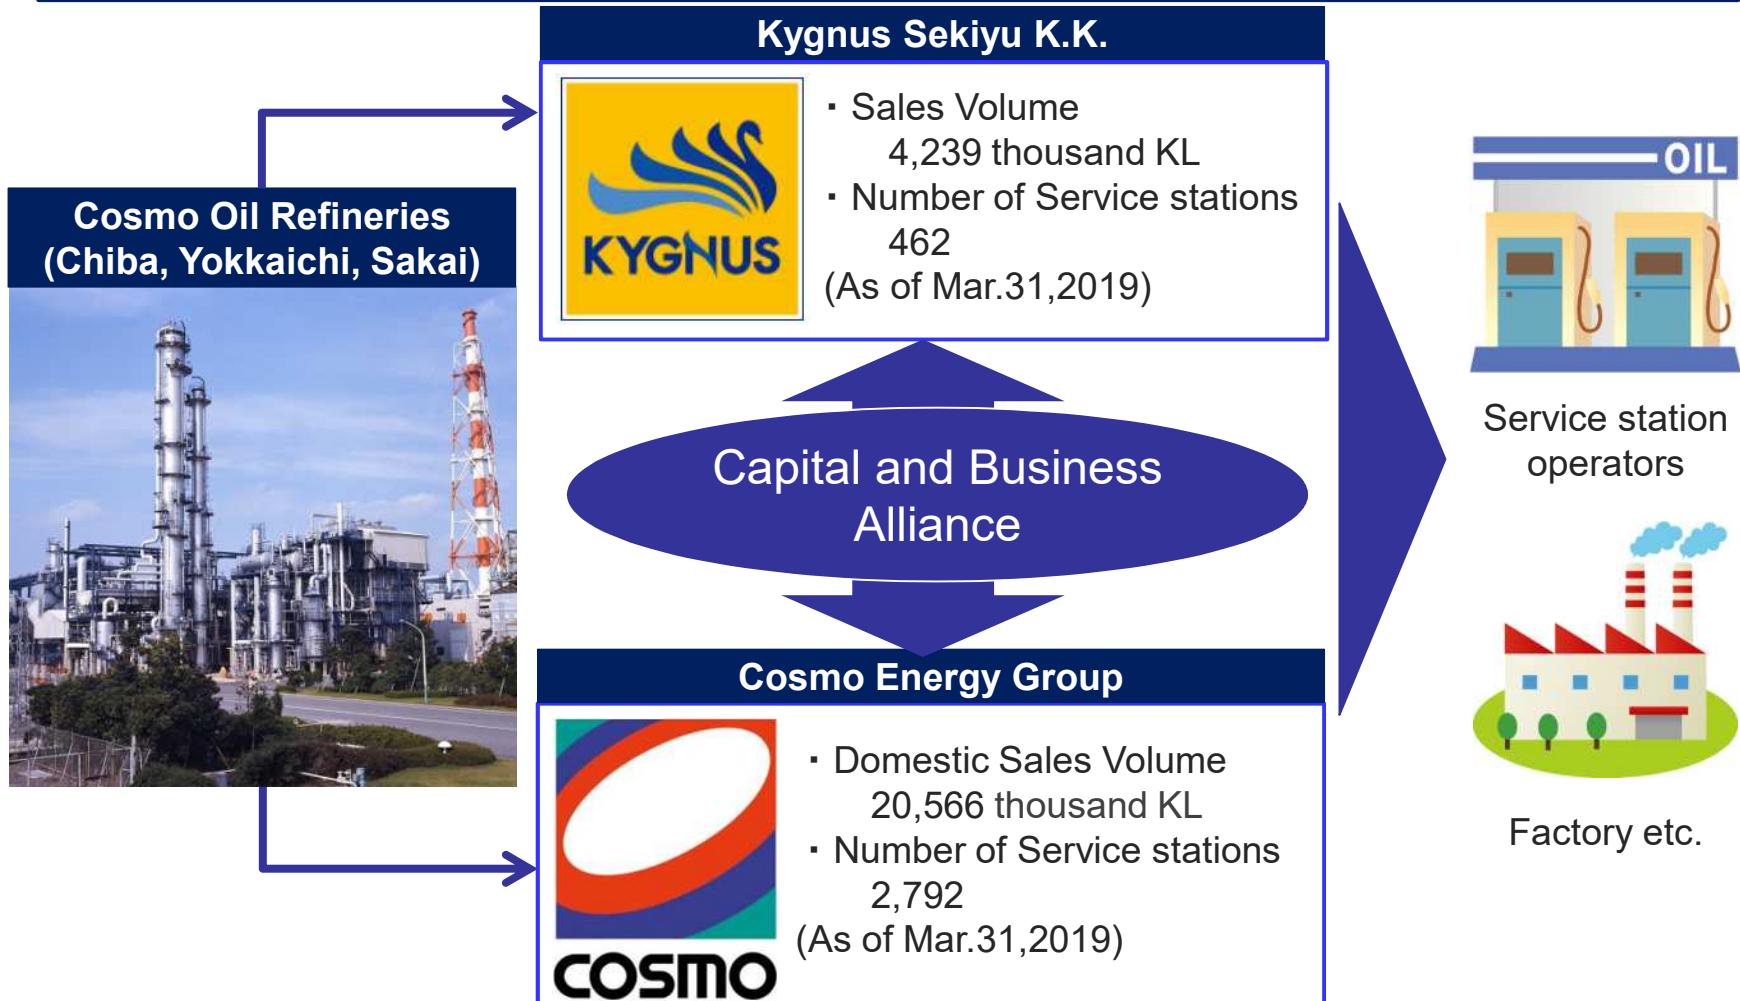 Kygnus Sekiyu K.K.
KYGNUS
・Sales Volume
4,239 thousand KL
・Number of Service stations
462
(As of Mar.31,2019)
Cosmo Oil Refineries
(Chiba, Yokkaichi, Sakai)
Capital and Business
Alliance
Cosmo Energy Group
COSMO
・Domestic Sales Volume
20,566 thousand KL
・Number of Service stations
2,792
(As of Mar.31,2019)
OIL
Service station
operators
Factory etc.